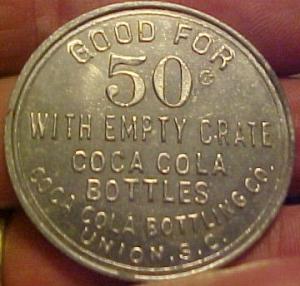 GOOD FOR
50¢
WITH EMPTY CRATE
COCA COLA
BOTTLES
COCA COLA BOTTLING CO.
UNION, S.C.